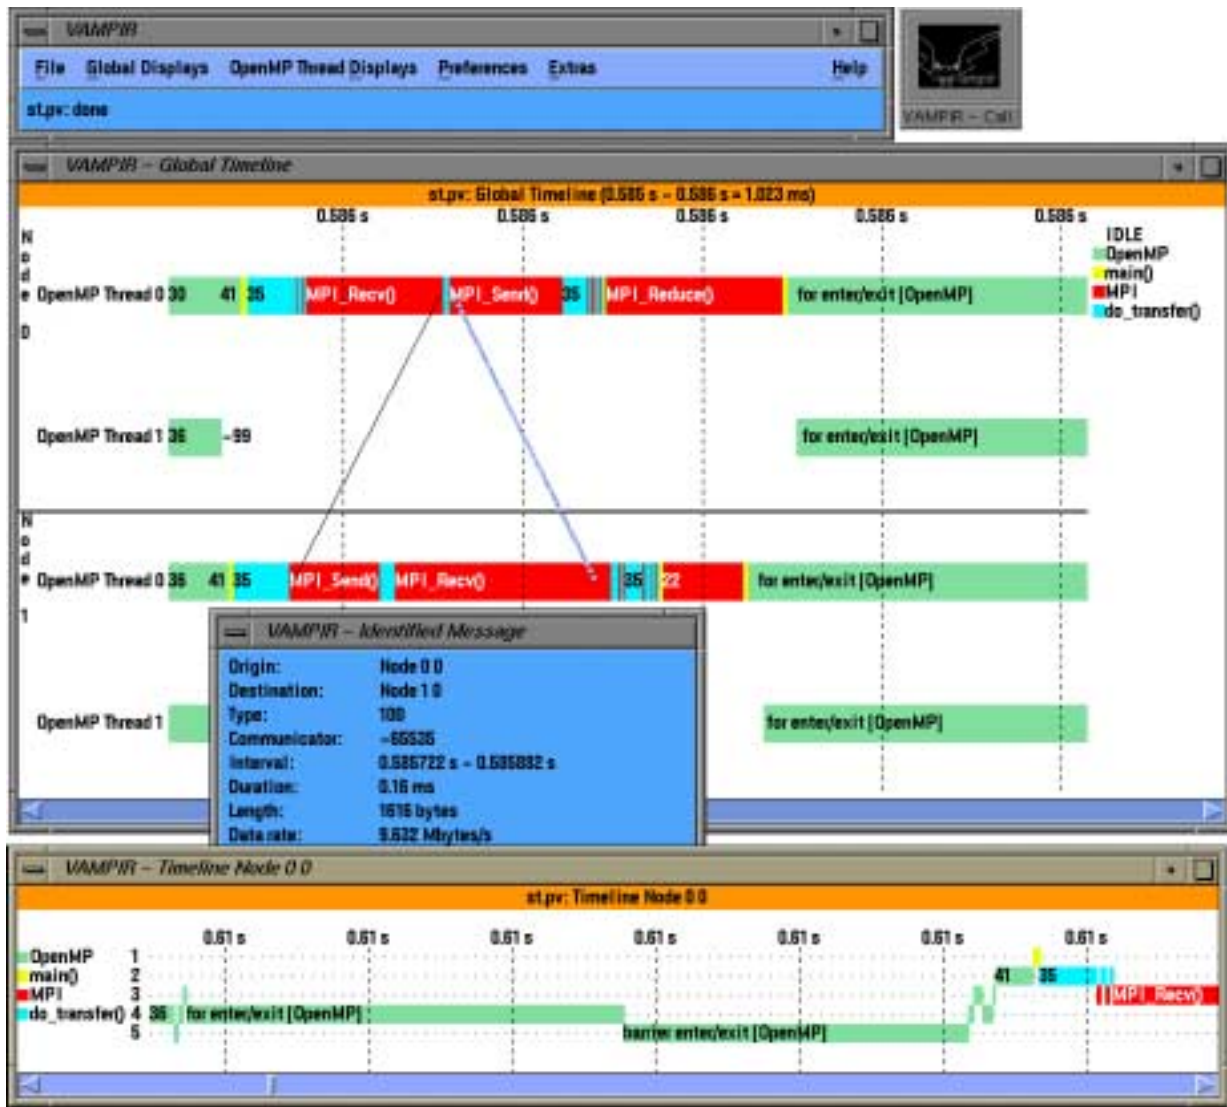 VAMPIR
File Global Displays OpenMP Thread Displays Preferences Extras Help
st.pv: done
VAMPIR - Global Timeline
st.pv: Global Timeline (0.585 s - 0.586 s = 1.023 ms)
0.586 s 0.586 s 0.586 s 0.586 s 0.586 s
IDLE
OpenMP
main()
MPI
do_transfer()
Node 0
OpenMP Thread 0 30 41 35 MPI_Recv() MPI_Send() 35 MPI_Reduce() for enter/exit [OpenMP]
OpenMP Thread 1 36 -99 for enter/exit [OpenMP]
Node 1
OpenMP Thread 0 36 41 35 MPI_Send() MPI_Recv() 35 22 for enter/exit [OpenMP]
OpenMP Thread 1 for enter/exit [OpenMP]
VAMPIR - Identified Message
Origin: Node 0 0
Destination: Node 1 0
Type: 100
Communicator: -65535
Interval: 0.585722 s - 0.585882 s
Duration: 0.16 ms
Length: 1616 bytes
Data rate: 9.632 Mbytes/s
VAMPIR - Timeline Node 0 0
st.pv: Timeline Node 0 0
0.61 s 0.61 s 0.61 s 0.61 s 0.61 s 0.61 s 0.61 s
OpenMP 1
main() 2 41 35
MPI 3 MPI_Recv()
do_transfer() 4 36 for enter/exit [OpenMP]
5 barrier enter/exit [OpenMP]